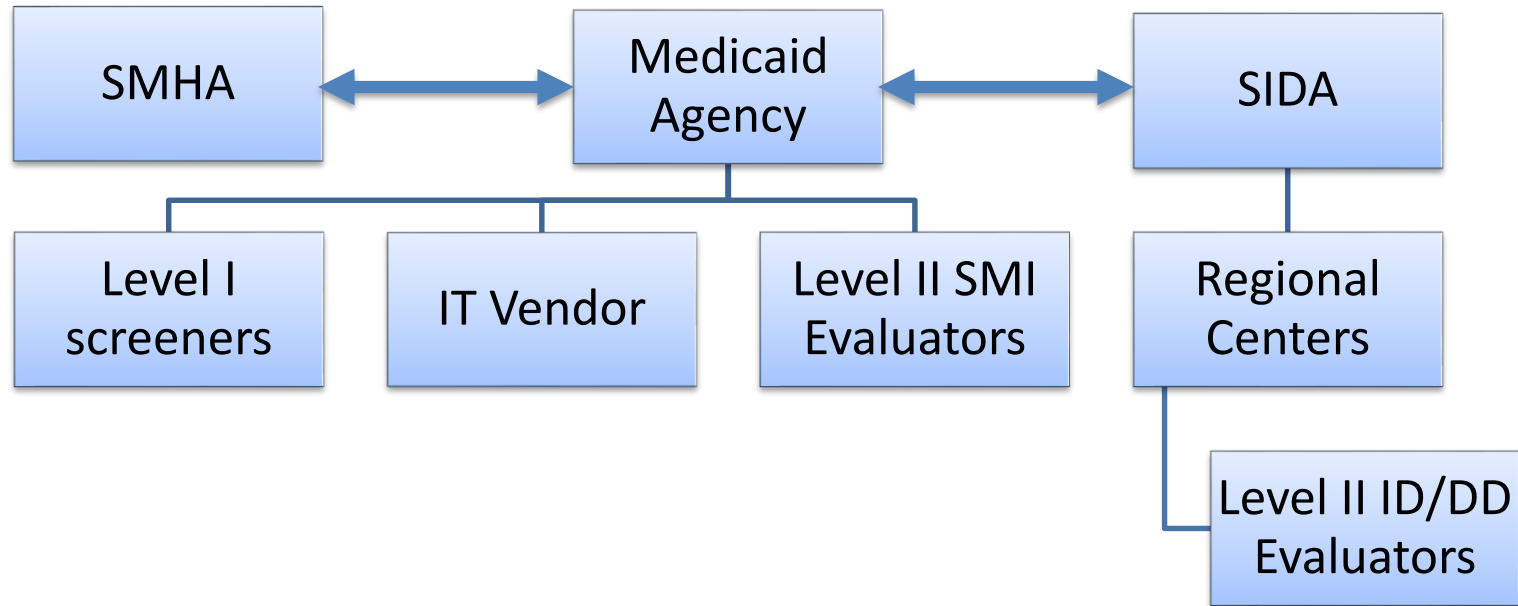 SMHA
Medicaid
Agency
SIDA
Level I
screeners
IT Vendor
Level II SMI
Evaluators
Regional
Centers
Level II ID/DD
Evaluators